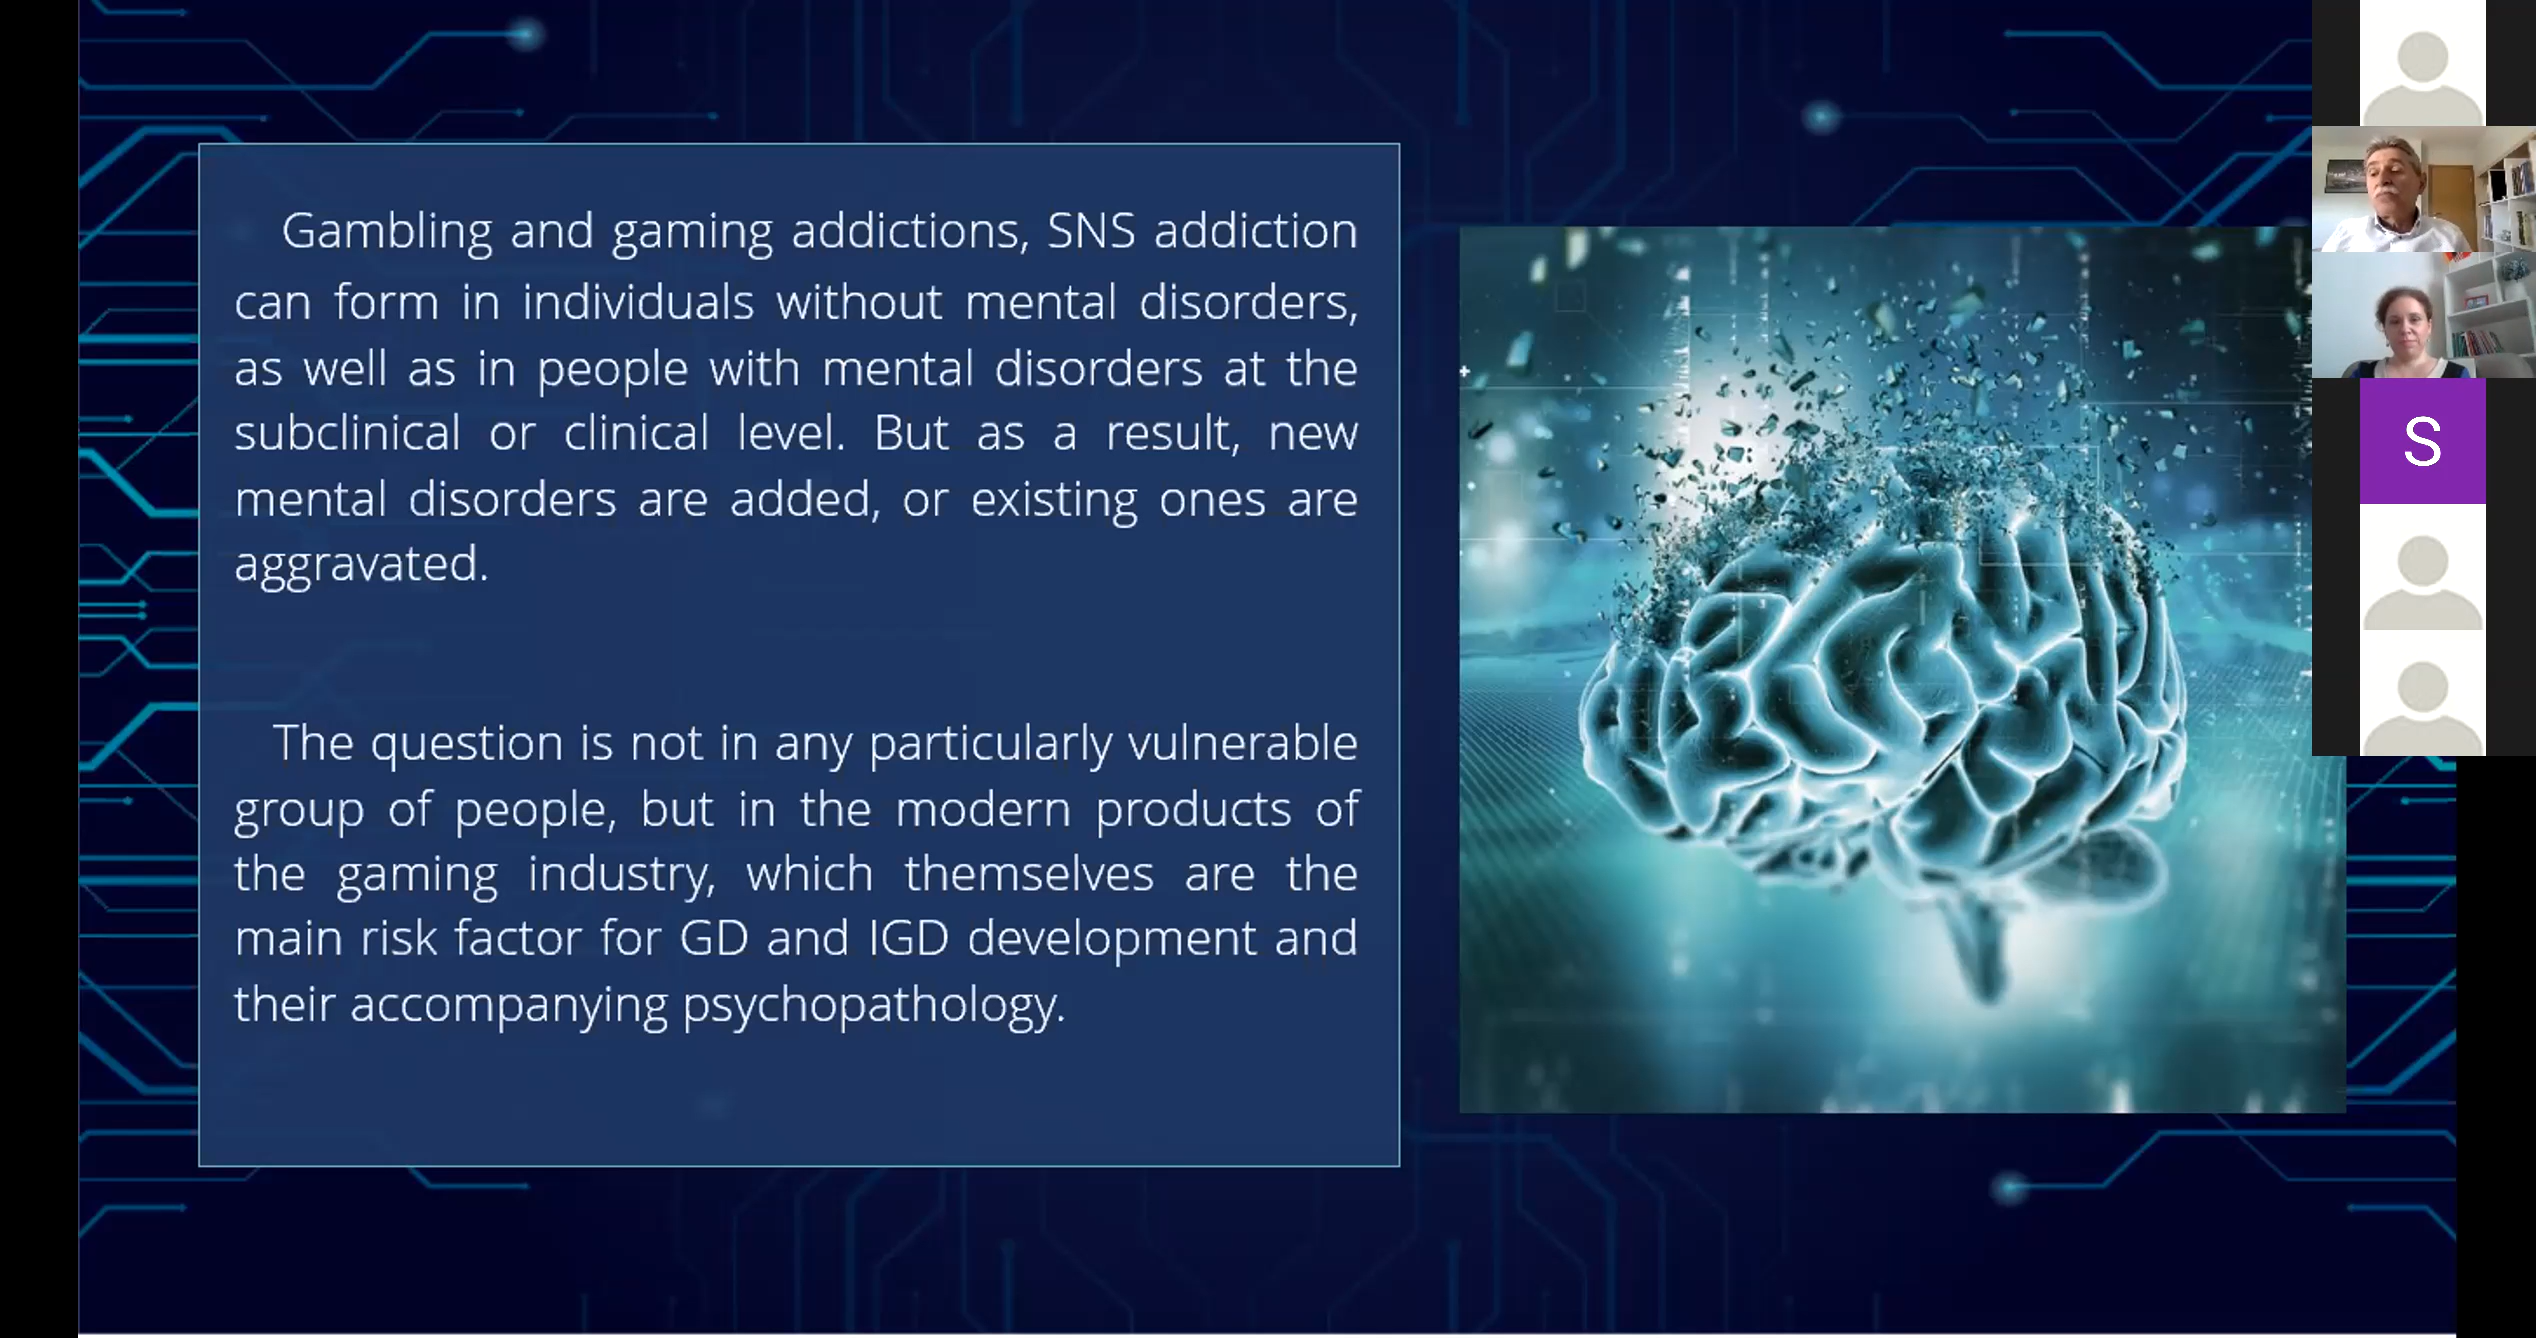 Gambling and gaming addictions, SNS addiction
can form in individuals without mental disorders,
as well as in people with mental disorders at the
subclinical or clinical level. But as a result, new
mental disorders are added, or existing ones are
aggravated.
The question is not in any particularly vulnerable
group of people, but in the modern products of
the gaming industry, which themselves are the
main risk factor for GD and IGD development and
their accompanying psychopathology.
S